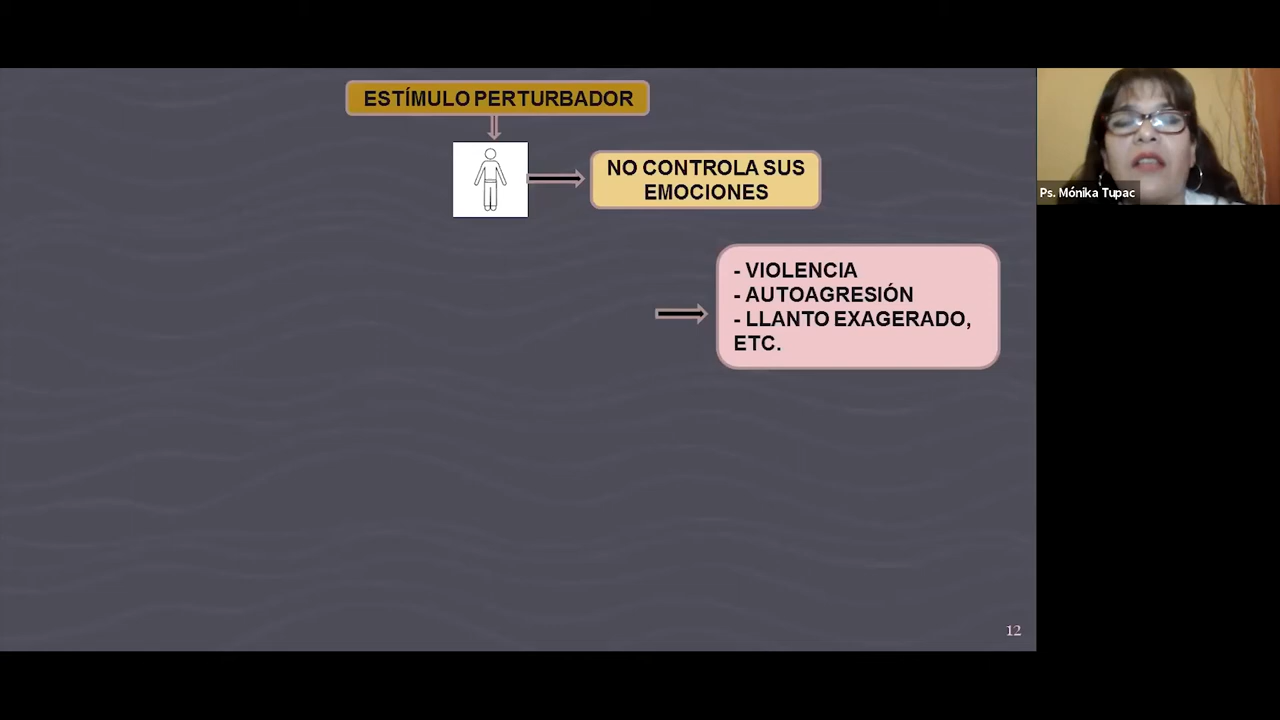 ESTÍMULO PERTURBADOR
NO CONTROLA SUS
EMOCIONES
- VIOLENCIA
- AUTOAGRESIÓN
- LLANTO EXAGERADO,
ETC.
Ps. Mónika Tupac
12